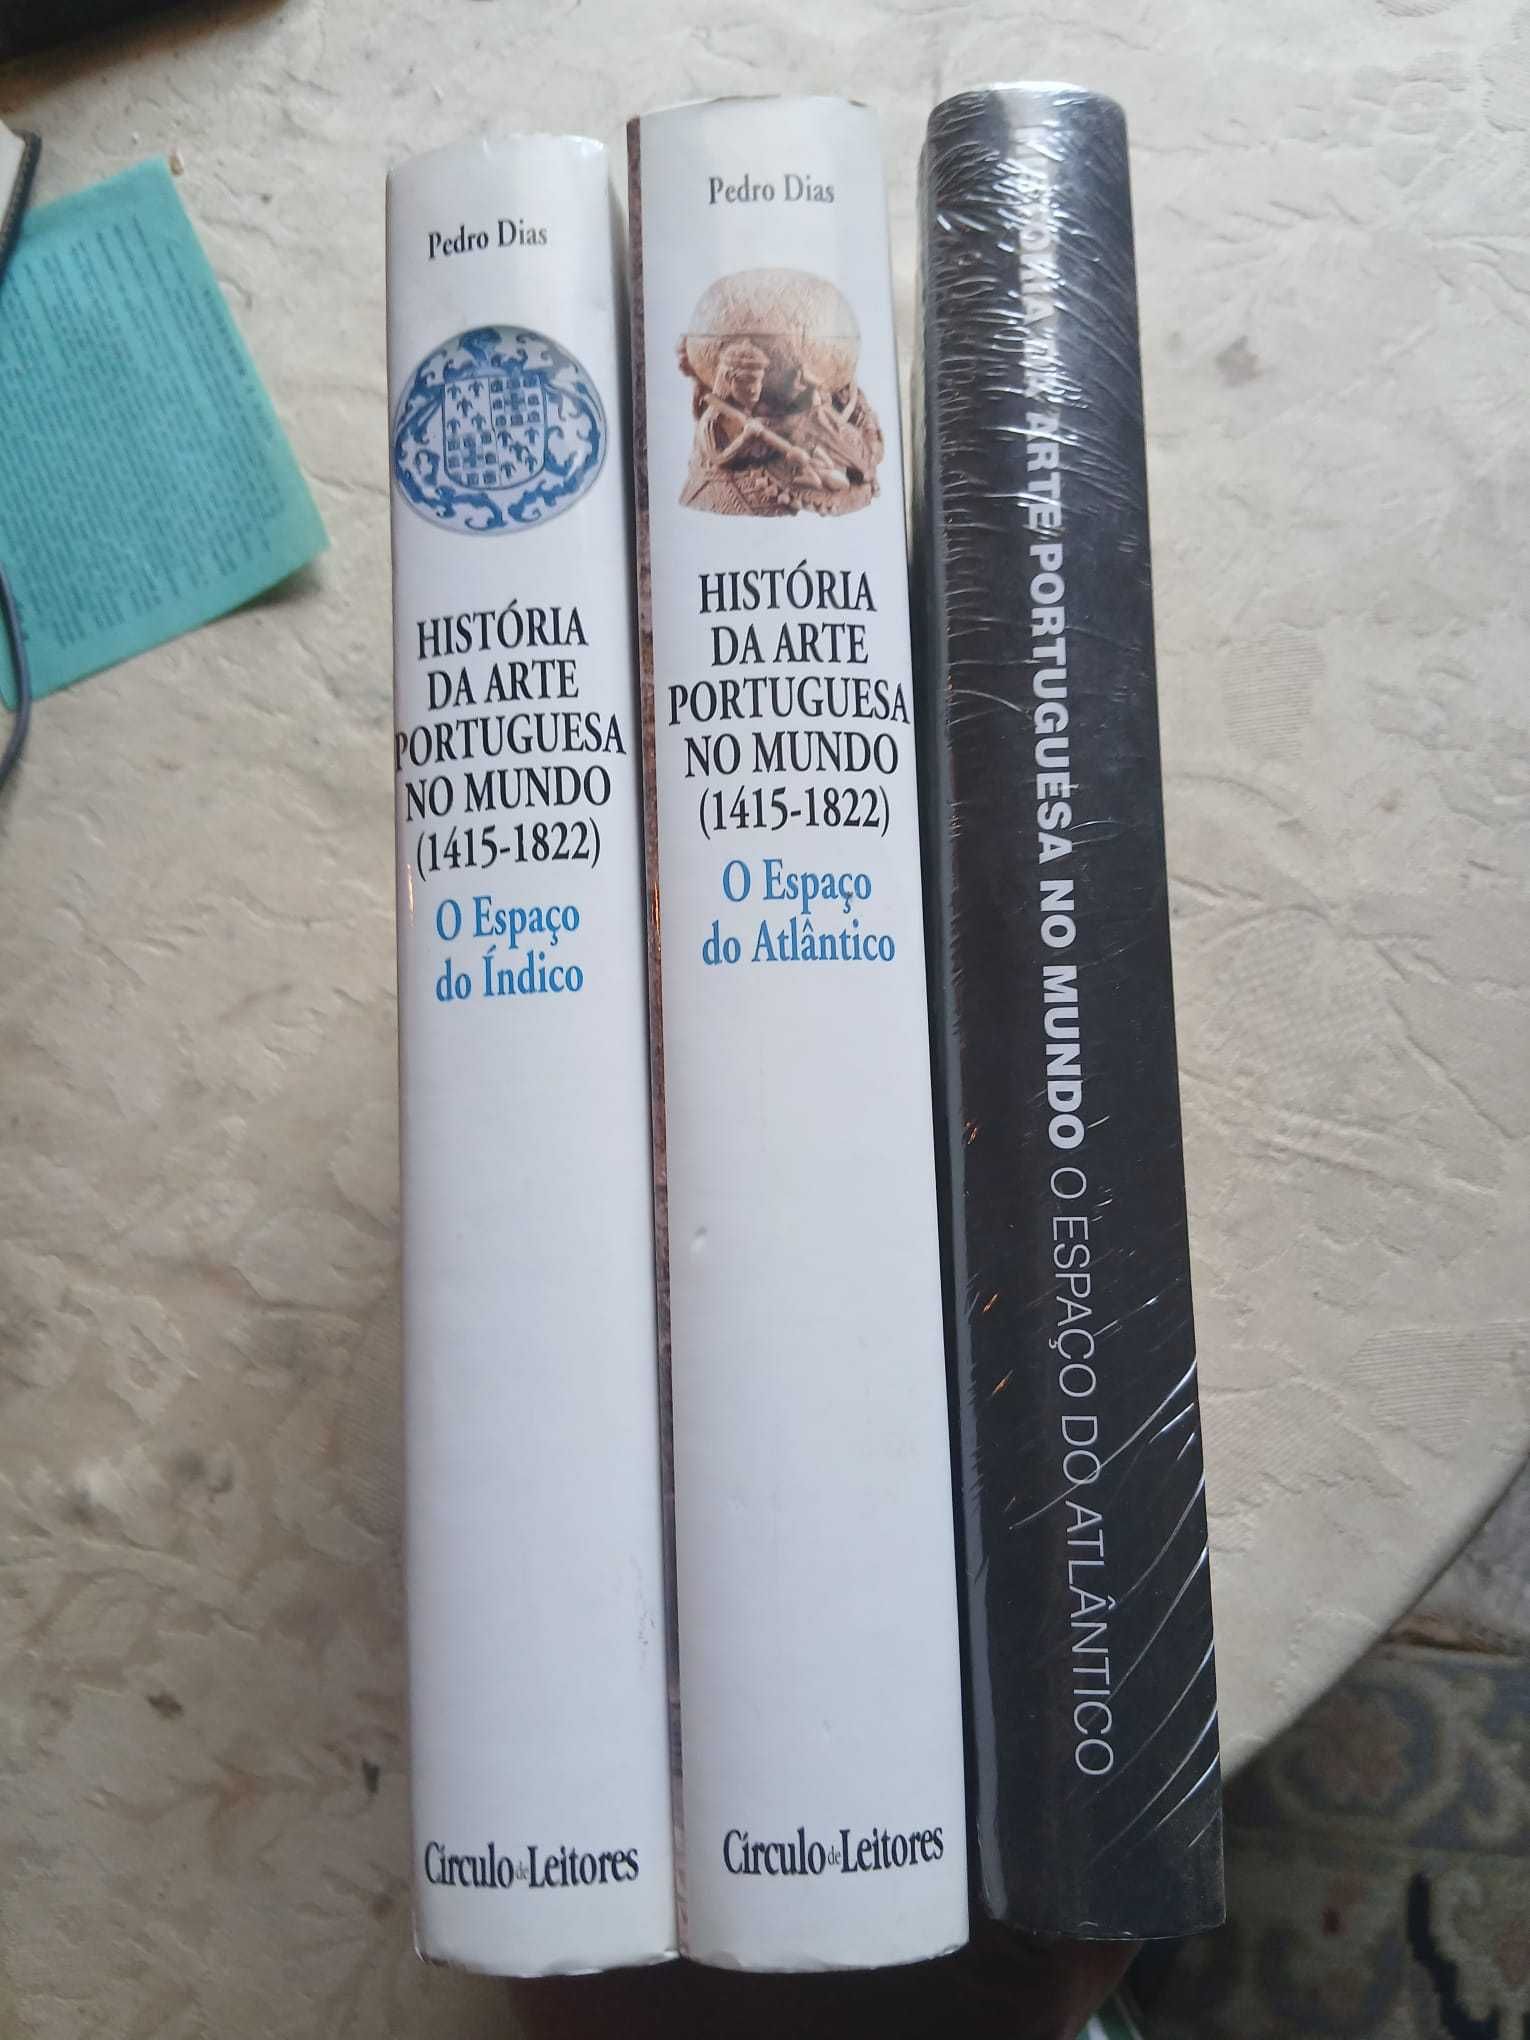 Pedro Dias
HISTÓRIA
DA ARTE
PORTUGUESA
NO MUNDO
(1415-1822)
O Espaço
do Índico
Círculo de Leitores
Pedro Dias
HISTÓRIA
DA ARTE
PORTUGUESA
NO MUNDO
(1415-1822)
O Espaço
do Atlântico
Círculo de Leitores
HISTÓRIA DA ARTE PORTUGUESA NO MUNDO O ESPAÇO DO ATLÂNTICO